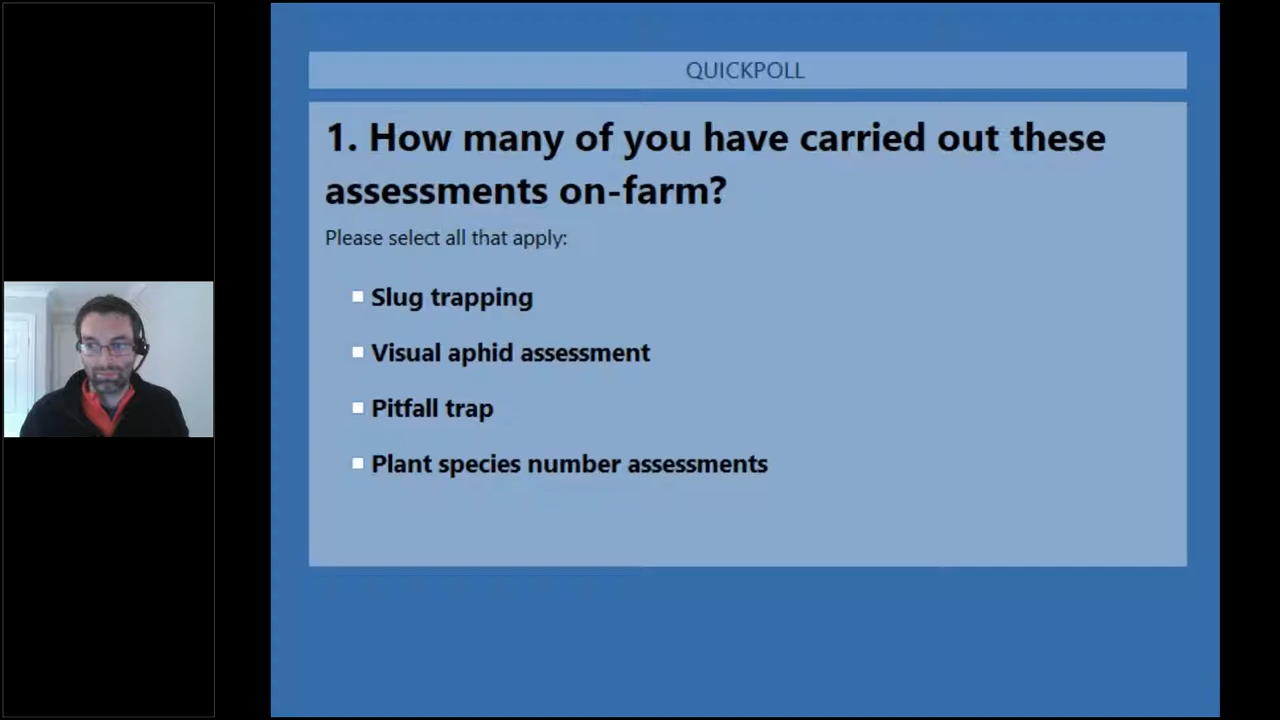 QUICKPOLL
1. How many of you have carried out these
assessments on-farm?
Please select all that apply:
Slug trapping
Visual aphid assessment
Pitfall trap
Plant species number assessments